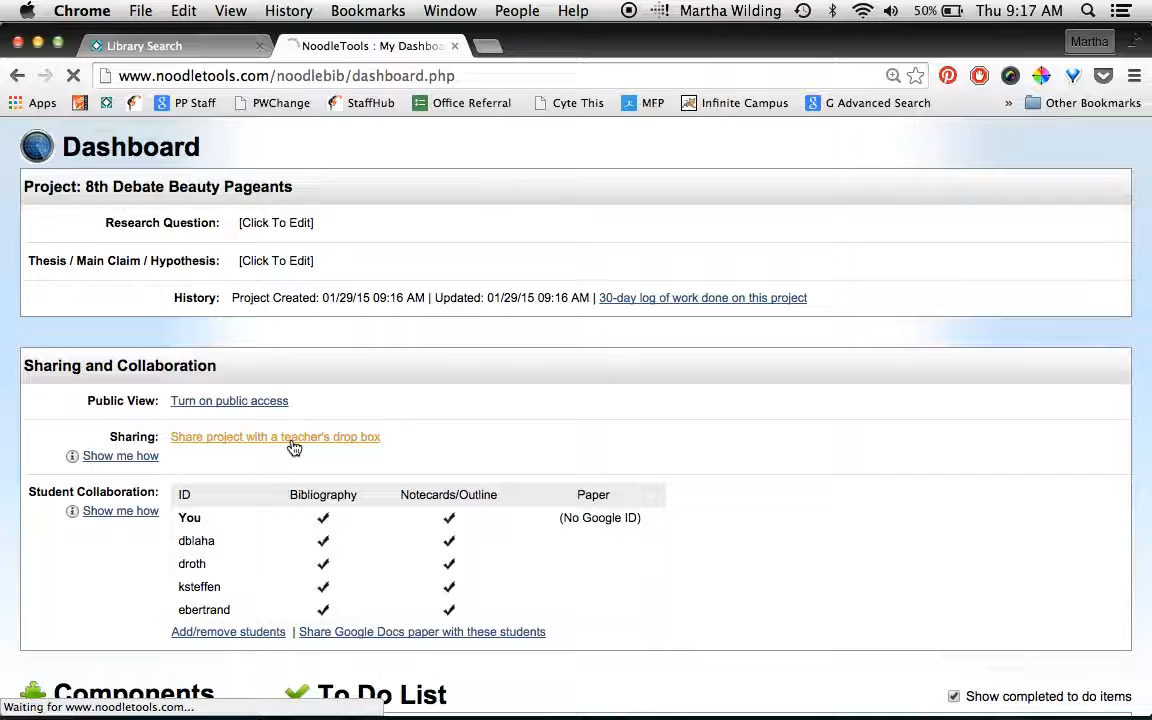 Chrome File Edit View History Bookmarks Window People Help Martha Wilding 50% Thu 9:17 AM
Library Search NoodleTools : My Dashboa Martha
www.noodletools.com/noodlebib/dashboard.php
Apps PP Staff PWChange StaffHub Office Referral Cyte This MFP Infinite Campus G Advanced Search » Other Bookmarks
Dashboard
Project: 8th Debate Beauty Pageants
Research Question: [Click To Edit]
Thesis / Main Claim / Hypothesis: [Click To Edit]
History: Project Created: 01/29/15 09:16 AM | Updated: 01/29/15 09:16 AM | 30-day log of work done on this project
Sharing and Collaboration
Public View: Turn on public access
Sharing: Share project with a teacher's drop box
Show me how
Student Collaboration: ID Bibliography Notecards/Outline Paper
Show me how
You (No Google ID)
dblaha
droth
ksteffen
ebertrand
Add/remove students | Share Google Docs paper with these students
Components To Do List Show completed to do items
Waiting for www.noodletools.com...